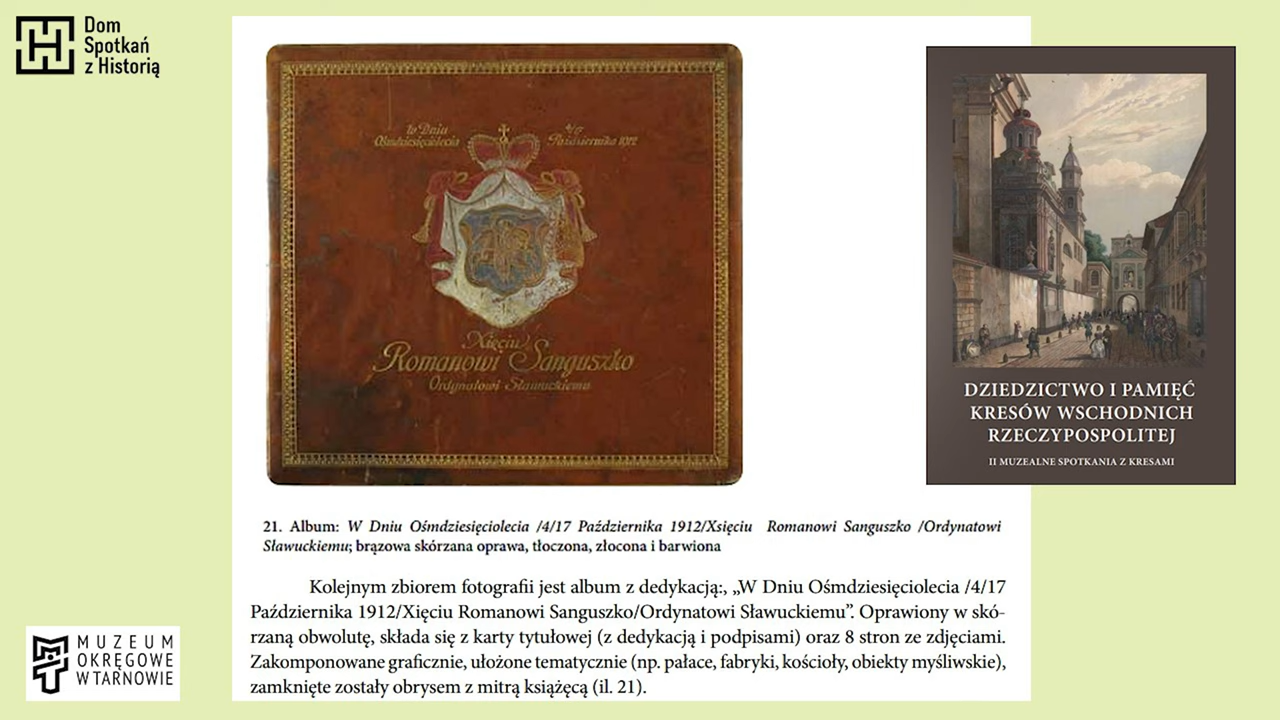 Dom
Spotkań
z Historią
w Dniu
Ośmdziesięciolecia
4/17
Października 1912
Xięciu
Romanowi Sanguszko
Ordynatowi Sławuckiemu
21. Album: W Dniu Ośmdziesięciolecia /4/17 Października 1912/Xsięciu Romanowi Sanguszko /Ordynatowi
Sławuckiemu; brązowa skórzana oprawa, tłoczona, złocona i barwiona
Kolejnym zbiorem fotografii jest album z dedykacją:, „W Dniu Ośmdziesięciolecia /4/17
Października 1912/Xięciu Romanowi Sanguszko/Ordynatowi Sławuckiemu”. Oprawiony w skó-
rzaną obwolutę, składa się z karty tytułowej (z dedykacją i podpisami) oraz 8 stron ze zdjęciami.
Zakomponowane graficznie, ułożone tematycznie (np. pałace, fabryki, kościoły, obiekty myśliwskie),
zamknięte zostały obrysem z mitrą książęcą (il. 21).
DZIEDZICTWO I PAMIĘĆ
KRESÓW WSCHODNICH
RZECZYPOSPOLITEJ
II MUZEALNE SPOTKANIA Z KRESAMI
MUZEUM
OKRĘGOWE
W TARNOWIE